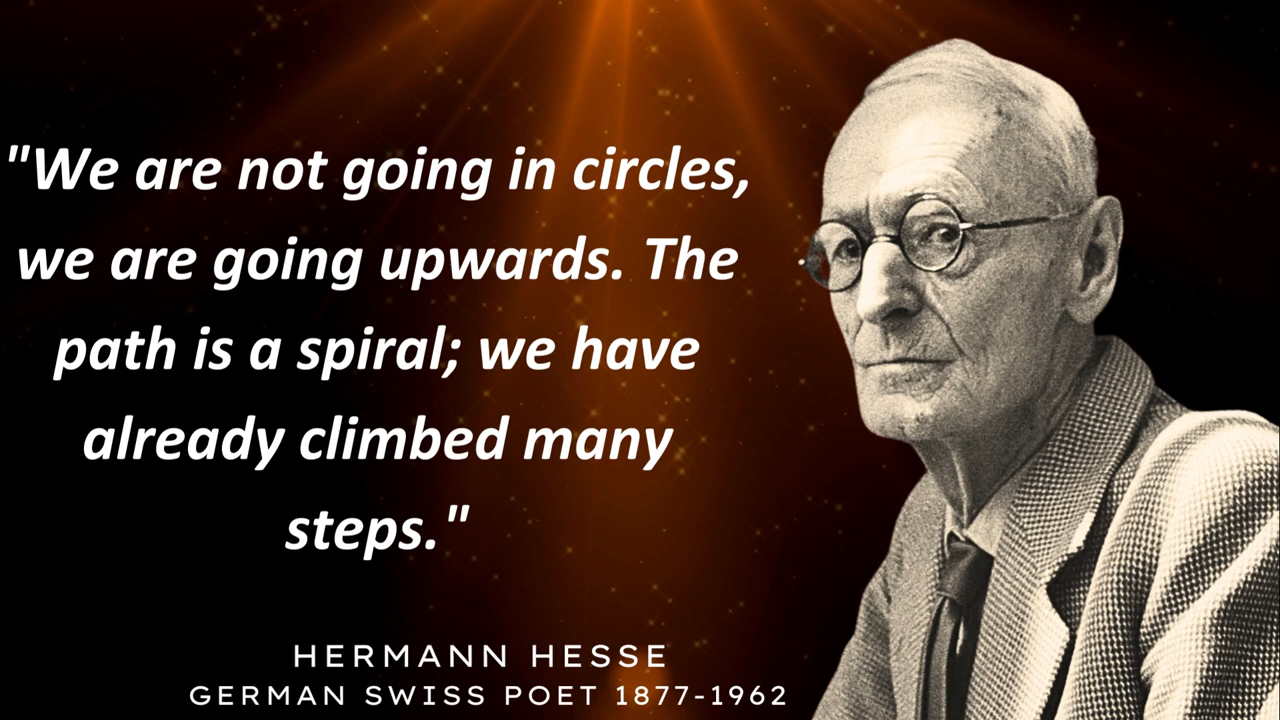 "We are not going in circles,
we are going upwards. The
path is a spiral; we have
already climbed many
steps."
HERMANN HESSE
GERMAN SWISS POET 1877-1962